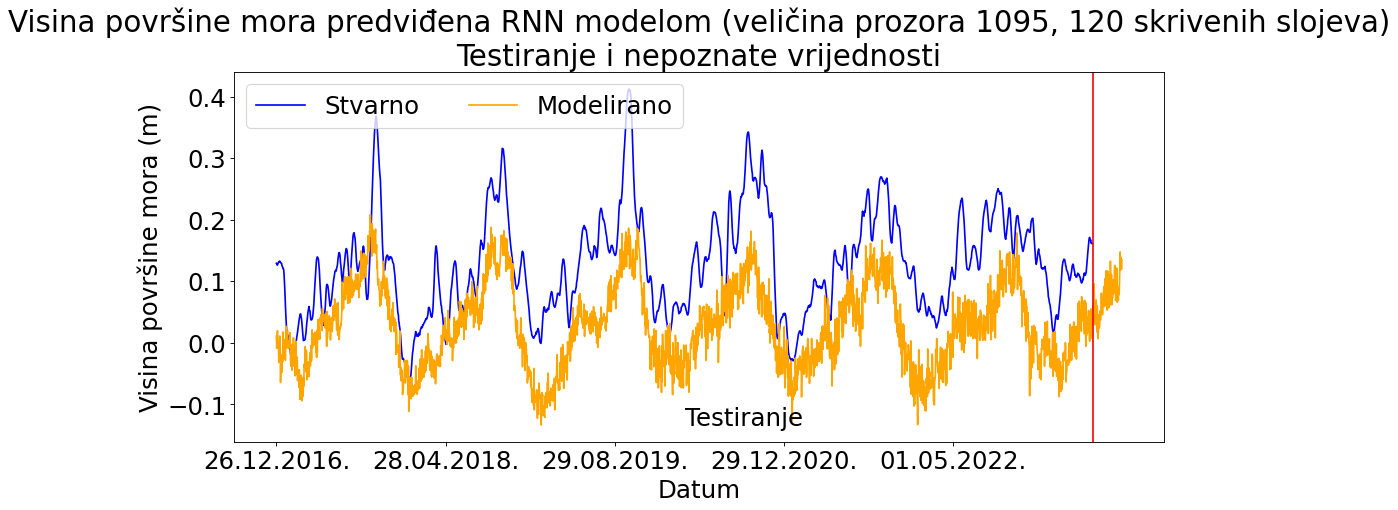 Visina površine mora predviđena RNN modelom (veličina prozora 1095, 120 skrivenih slojeva)
Testiranje i nepoznate vrijednosti
Stvarno
Modelirano
Visina površine mora (m)
0.4
0.3
0.2
0.1
0.0
−0.1
Testiranje
26.12.2016.
28.04.2018.
29.08.2019.
29.12.2020.
01.05.2022.
Datum